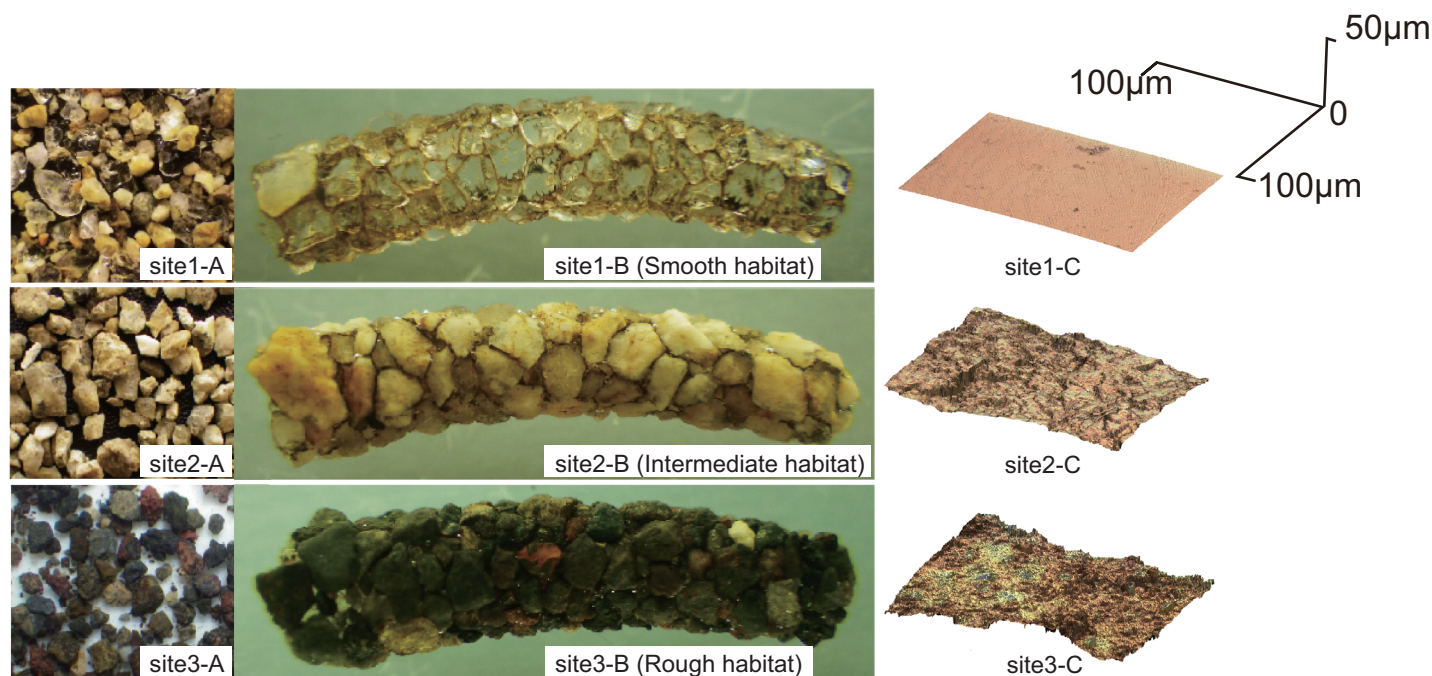 50μm
100μm
0
100μm
site1-A
site1-B (Smooth habitat)
site1-C
site2-A
site2-B (Intermediate habitat)
site2-C
site3-A
site3-B (Rough habitat)
site3-C